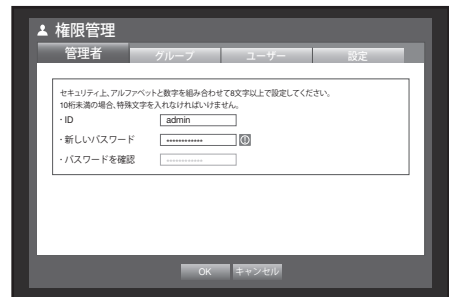 権限管理
管理者 グループ ユーザー 設定
セキュリティ上、アルファベットと数字を組み合わせて8文字以上で設定してください。
10桁未満の場合、特殊文字を入れなければいけません。
· ID admin
· 新しいパスワード ••••••••••••
· パスワードを確認 ••••••••••••
OK キャンセル